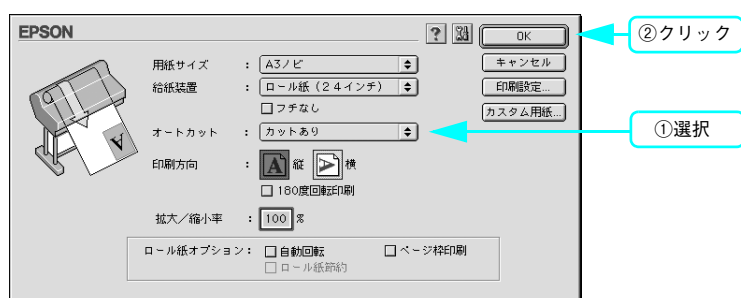 EPSON
? OK
②クリック
用紙サイズ : A3ノビ キャンセル
給紙装置 : ロール紙(24インチ) 印刷設定...
フチなし カスタム用紙...
オートカット : カットあり
①選択
印刷方向 : A 縦 A 横
180度回転印刷
拡大/縮小率 : 100 %
ロール紙オプション: 自動回転 ページ枠印刷
ロール紙節約
A